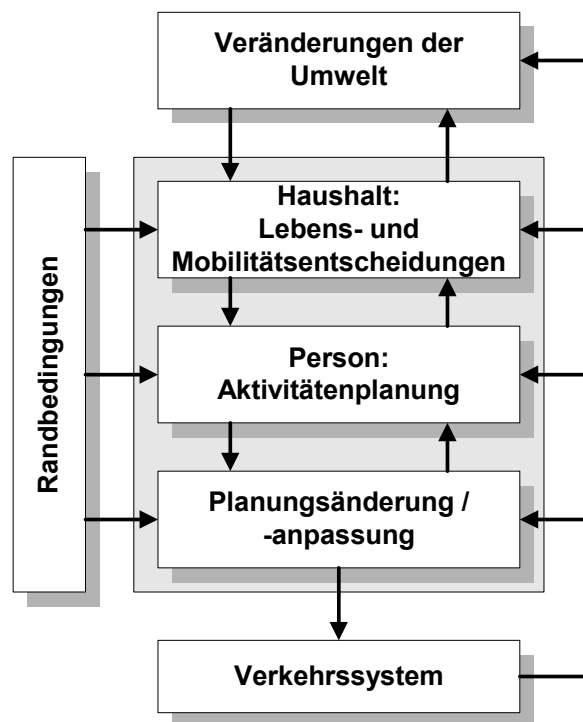 Veränderungen der
Umwelt
Randbedingungen
Haushalt:
Lebens- und
Mobilitätsentscheidungen
Person:
Aktivitätenplanung
Planungsänderung /
-anpassung
Verkehrssystem